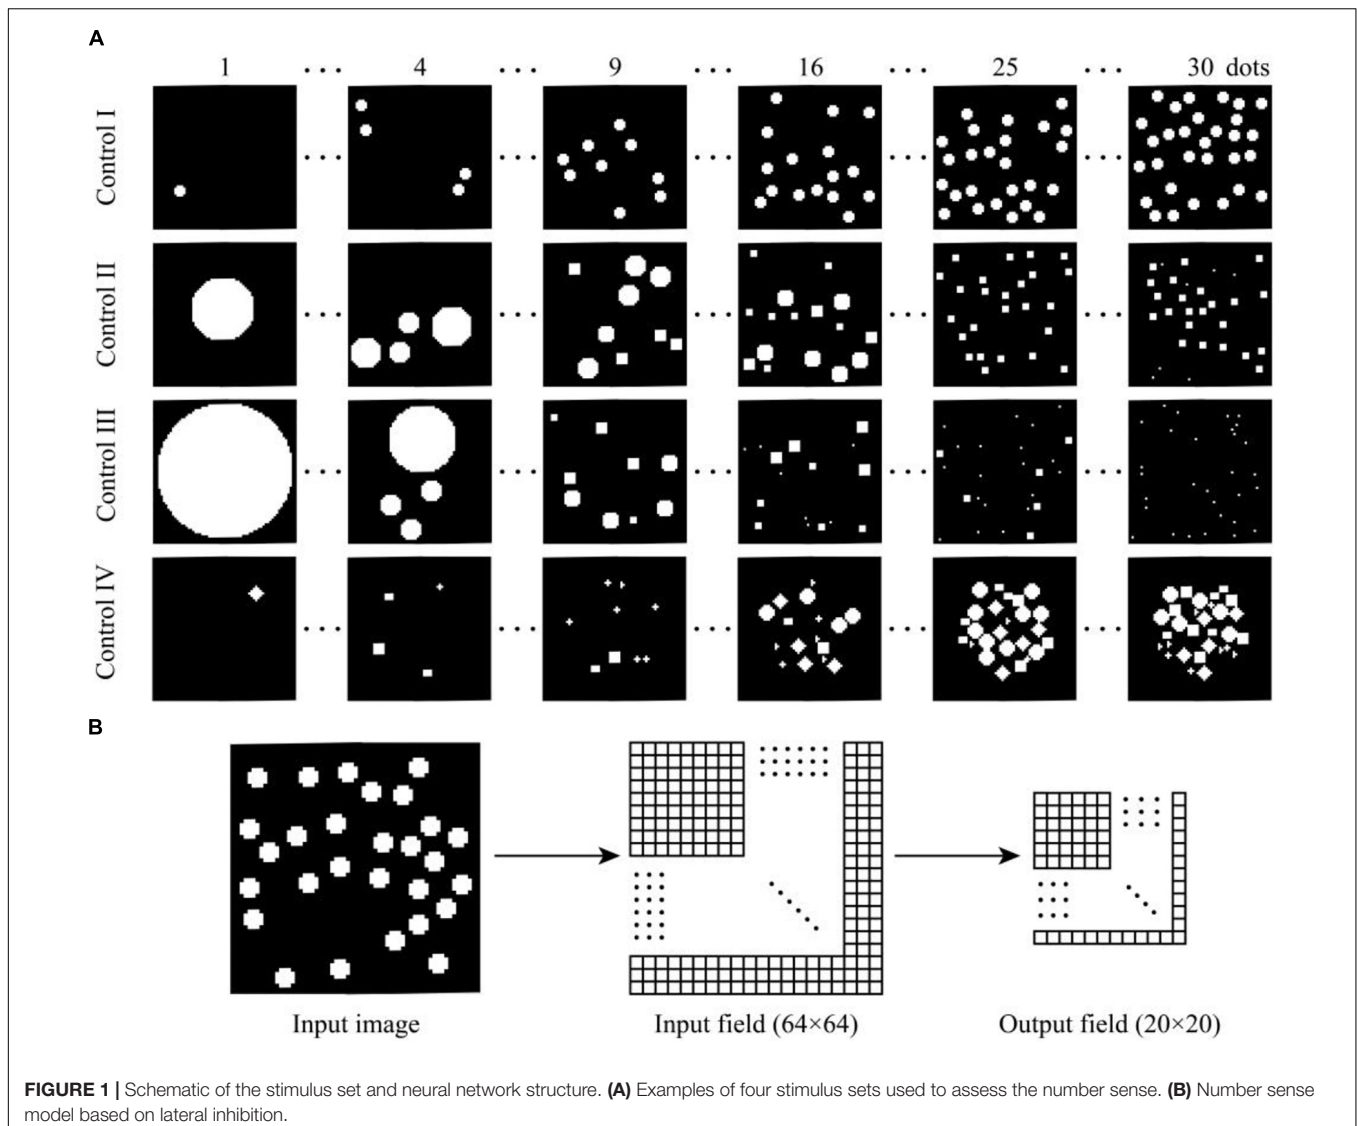 A
1 ... 4 ... 9 ... 16 ... 25 ... 30 dots
Control I
Control II
Control III
Control IV
B
Input image
Input field (64×64)
Output field (20×20)
FIGURE 1 | Schematic of the stimulus set and neural network structure. (A) Examples of four stimulus sets used to assess the number sense. (B) Number sense
model based on lateral inhibition.